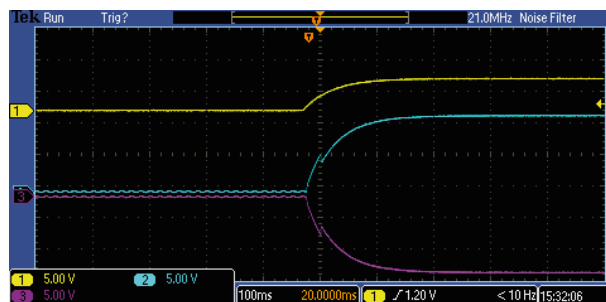 Tek Run Trig? 21.0MHz Noise Filter
T
T
1
3
1 5.00 V 2 5.00 V
3 5.00 V 100ms 20.0000ms 1 / 1.20 V < 10 Hz 15:32:06